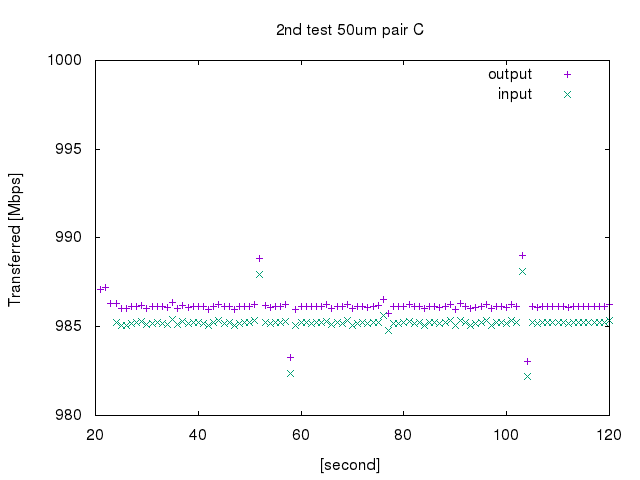 2nd test 50um pair C
1000
995
990
985
980
Transferred [Mbps]
output
input
20 40 60 80 100 120
[second]